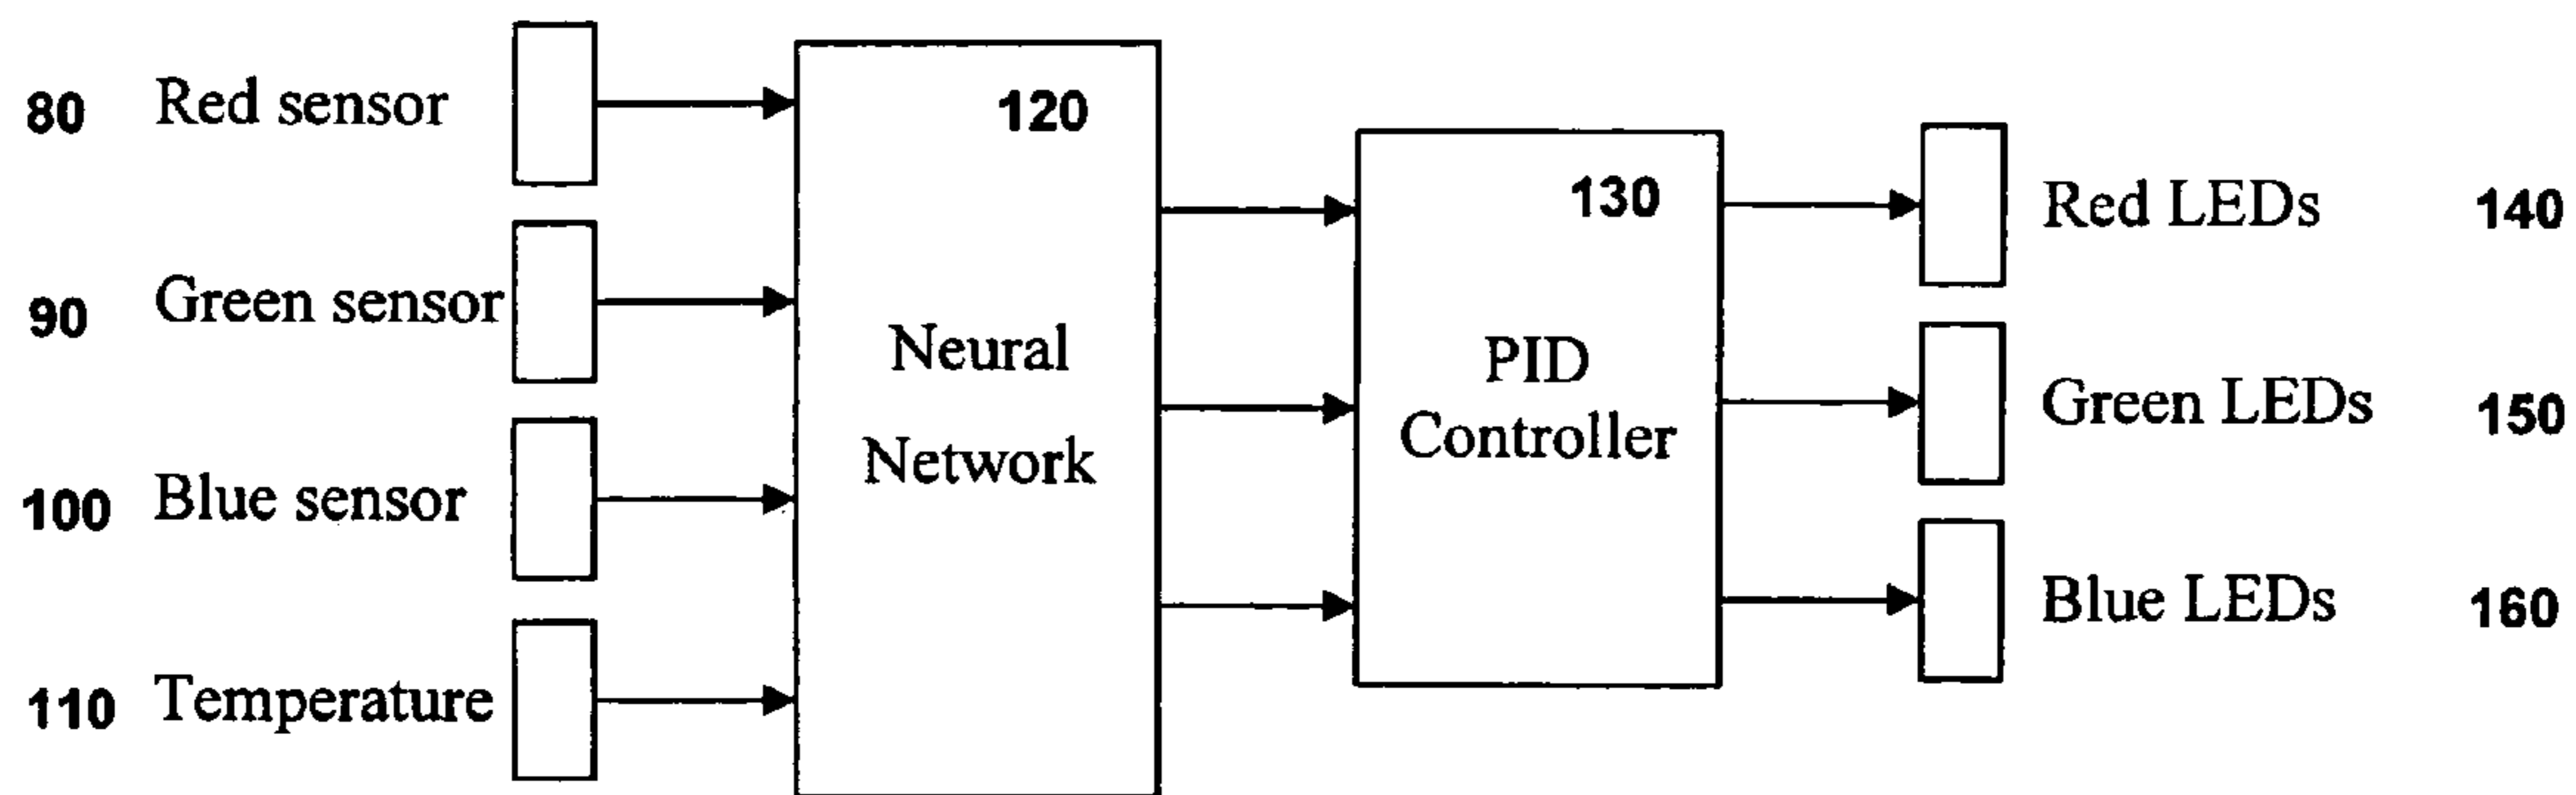 80 Red sensor
90 Green sensor
100 Blue sensor
110 Temperature
120
Neural
Network
130
PID
Controller
Red LEDs 140
Green LEDs 150
Blue LEDs 160